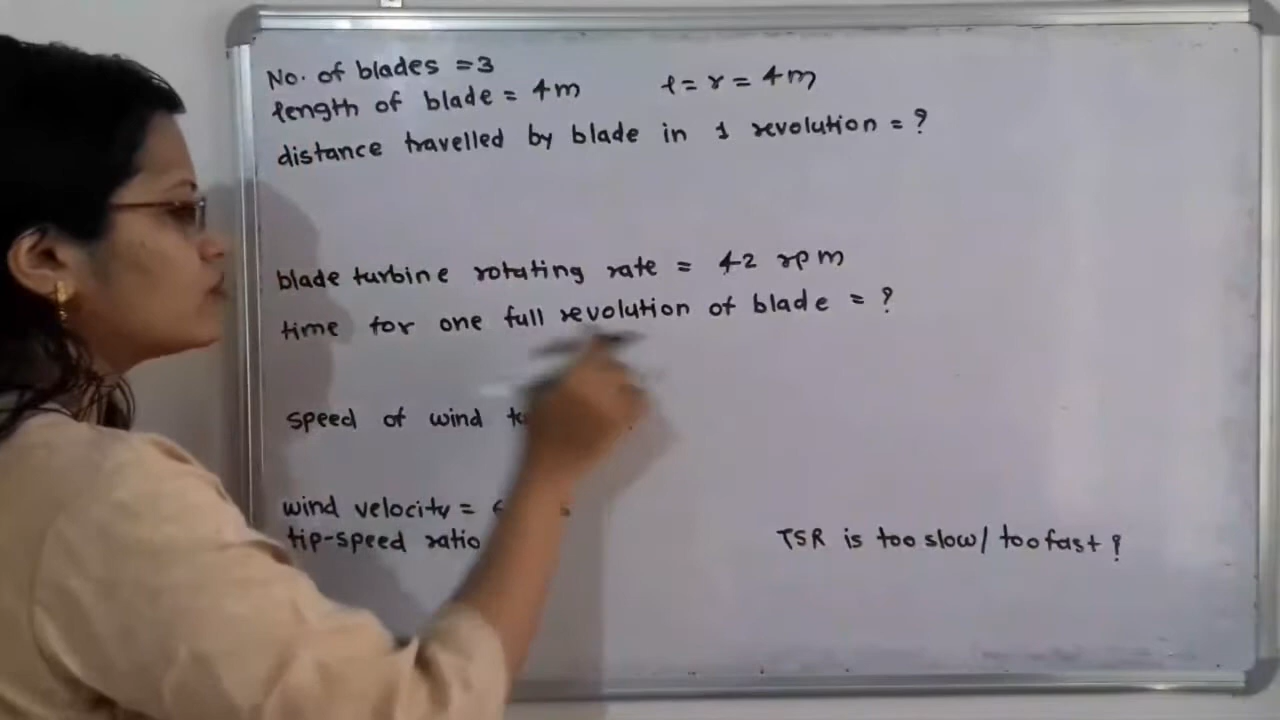 No. of blades = 3
length of blade = 4m l = r = 4m
distance travelled by blade in 1 revolution = ?
blade turbine rotating rate = 42 rpm
time for one full revolution of blade = ?
speed of wind
wind velocity =
tip-speed ratio
TSR is too slow/ too fast ?